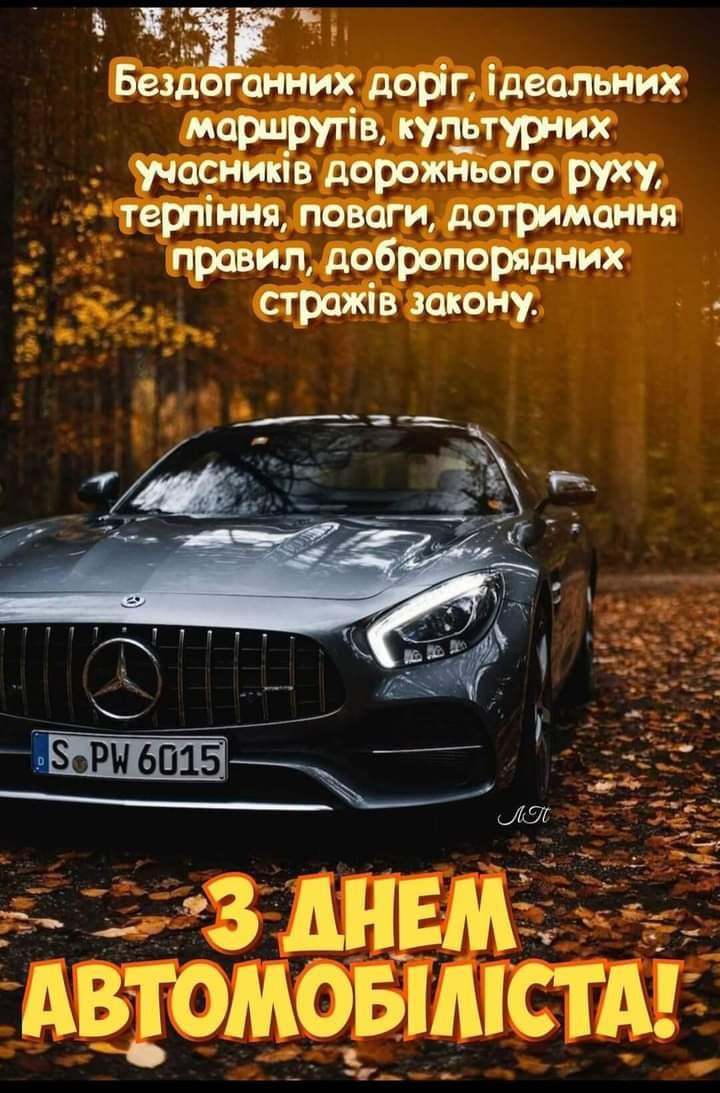 Бездоганних доріг, ідеальних
маршрутів, культурних
учасників дорожнього руху,
терпіння, поваги, дотримання
правил, добропорядних
стражів закону.
D S PW 6015
ЛП
З ДНЕМ
АВТОМОБІЛІСТА!